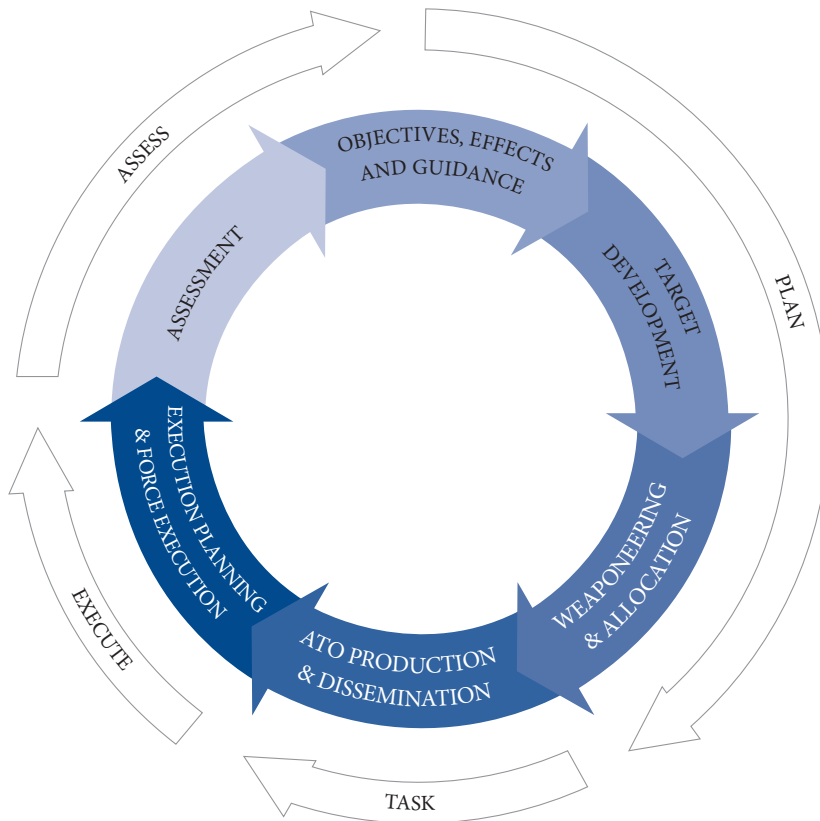 ASSESS
OBJECTIVES, EFFECTS
AND GUIDANCE
PLAN
TARGET
DEVELOPMENT
ASSESSMENT
WEAPONEERING
& ALLOCATION
EXECUTION PLANNING
& FORCE EXECUTION
ATO PRODUCTION
& DISSEMINATION
EXECUTE
TASK